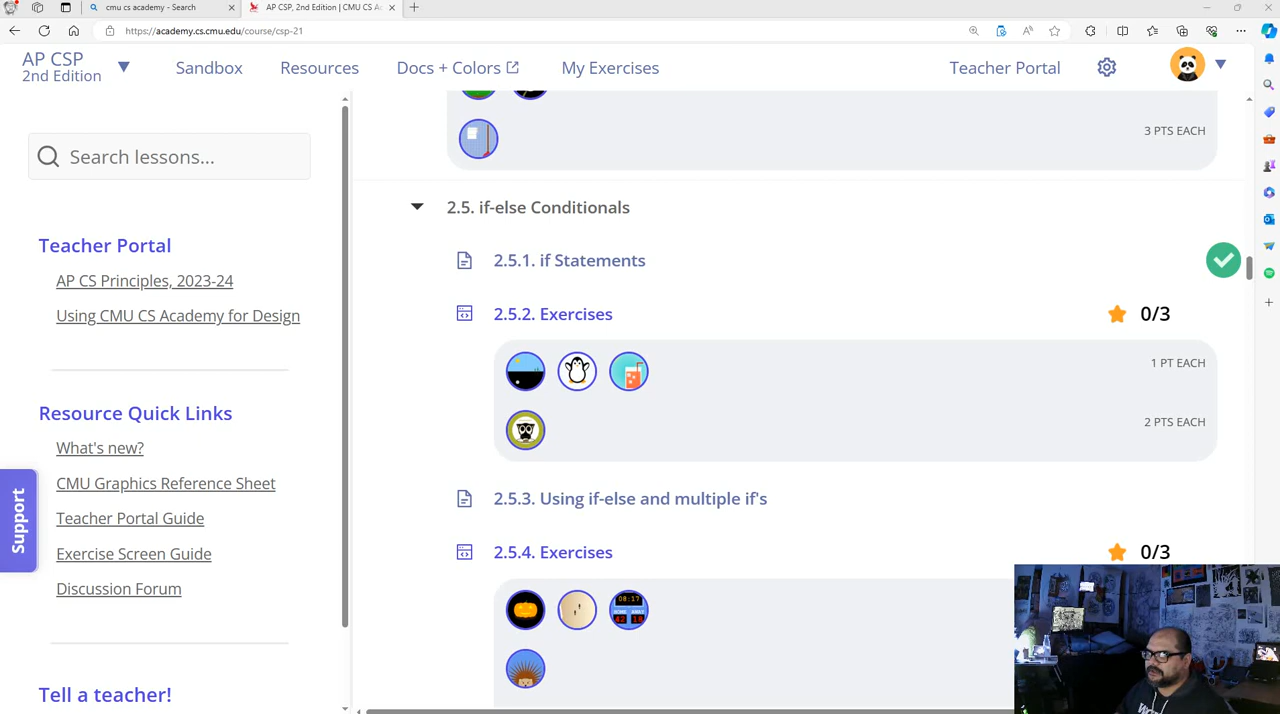 cmu cs academy - Search
AP CSP, 2nd Edition | CMU CS Ac
https://academy.cs.cmu.edu/course/csp-21
AP CSP
2nd Edition
Sandbox
Resources
Docs + Colors
My Exercises
Teacher Portal
Search lessons...
Teacher Portal
AP CS Principles, 2023-24
Using CMU CS Academy for Design
Resource Quick Links
What's new?
CMU Graphics Reference Sheet
Teacher Portal Guide
Exercise Screen Guide
Discussion Forum
Tell a teacher!
Support
3 PTS EACH
2.5. if-else Conditionals
2.5.1. if Statements
2.5.2. Exercises
0/3
1 PT EACH
2 PTS EACH
2.5.3. Using if-else and multiple if's
2.5.4. Exercises
0/3
08:17